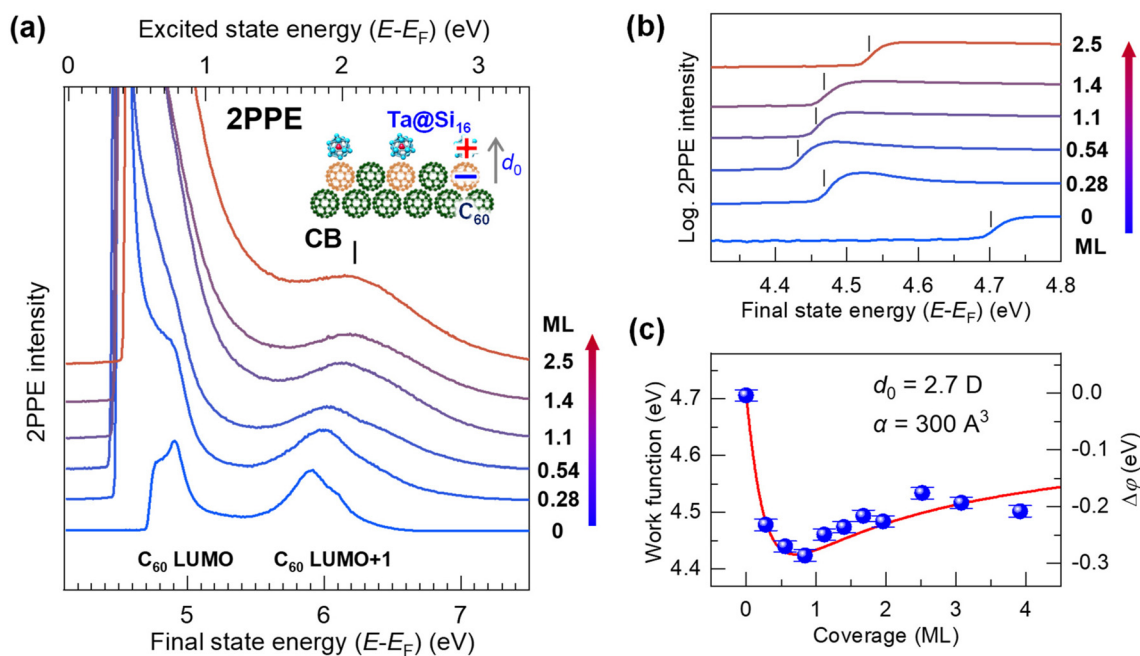 (a)
Excited state energy (E-E_F) (eV)
0 1 2 3
2PPE
Ta@Si₁₆
+
d₀
−
C₆₀
CB
2PPE intensity
ML
2.5
1.4
1.1
0.54
0.28
0
C₆₀ LUMO C₆₀ LUMO+1
5 6 7
Final state energy (E-E_F) (eV)
(b)
Log. 2PPE intensity
2.5
1.4
1.1
0.54
0.28
0
ML
4.4 4.5 4.6 4.7 4.8
Final state energy (E-E_F) (eV)
(c)
Work function (eV)
4.7
4.6
4.5
4.4
d₀ = 2.7 D
α = 300 A³
0.0
-0.1
-0.2
-0.3
Δφ (eV)
0 1 2 3 4
Coverage (ML)